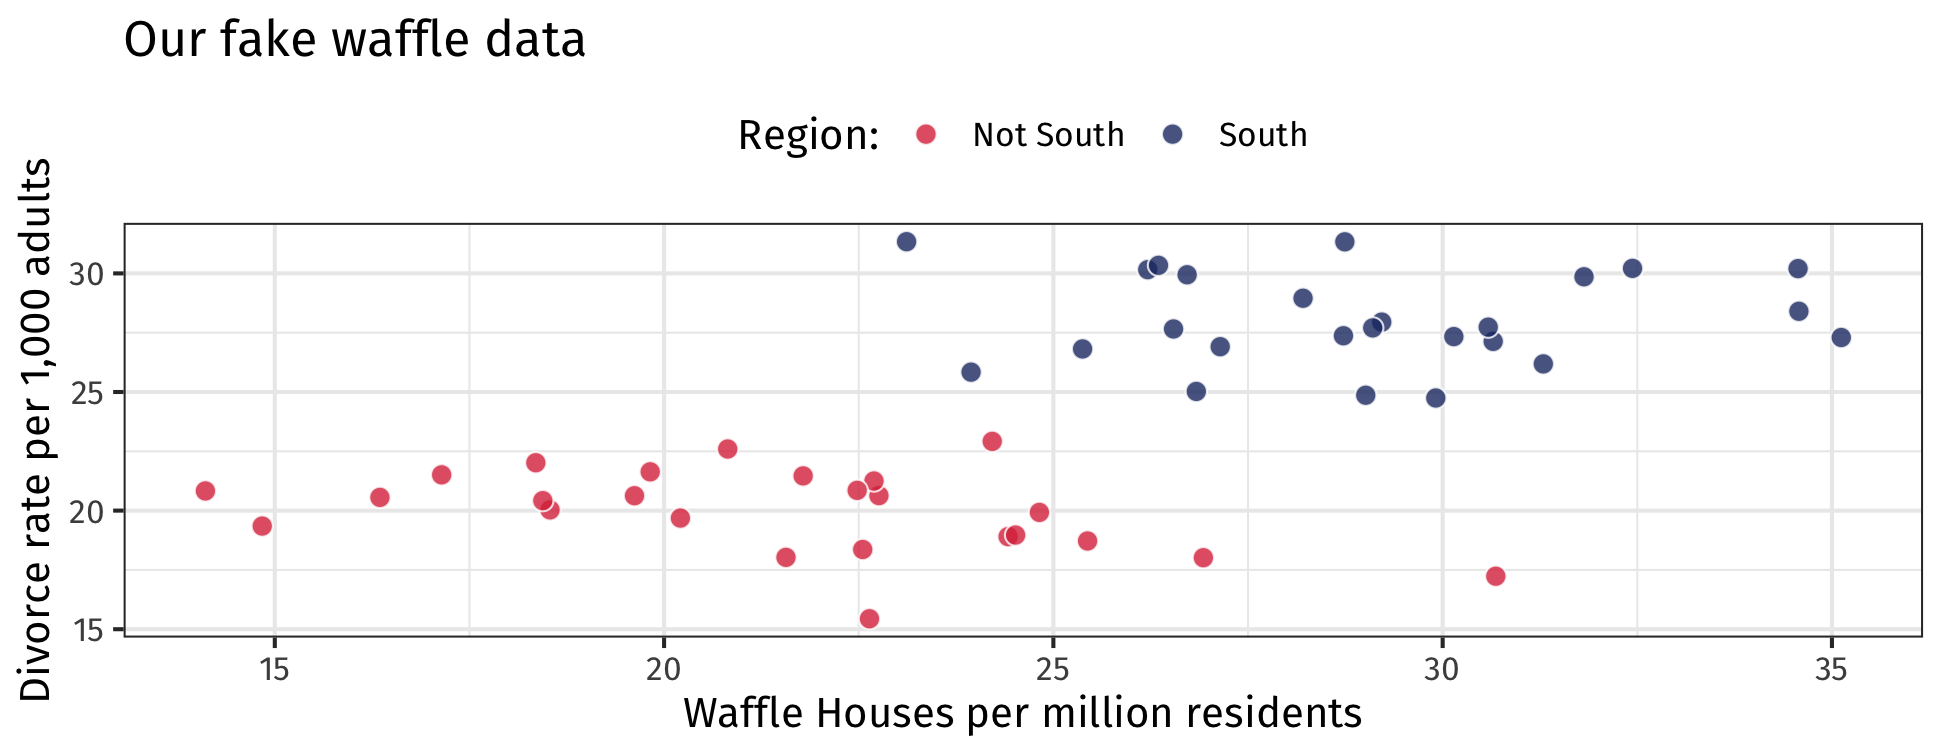 Our fake waffle data
Region: Not South South
Divorce rate per 1,000 adults
30
25
20
15
15 20 25 30 35
Waffle Houses per million residents